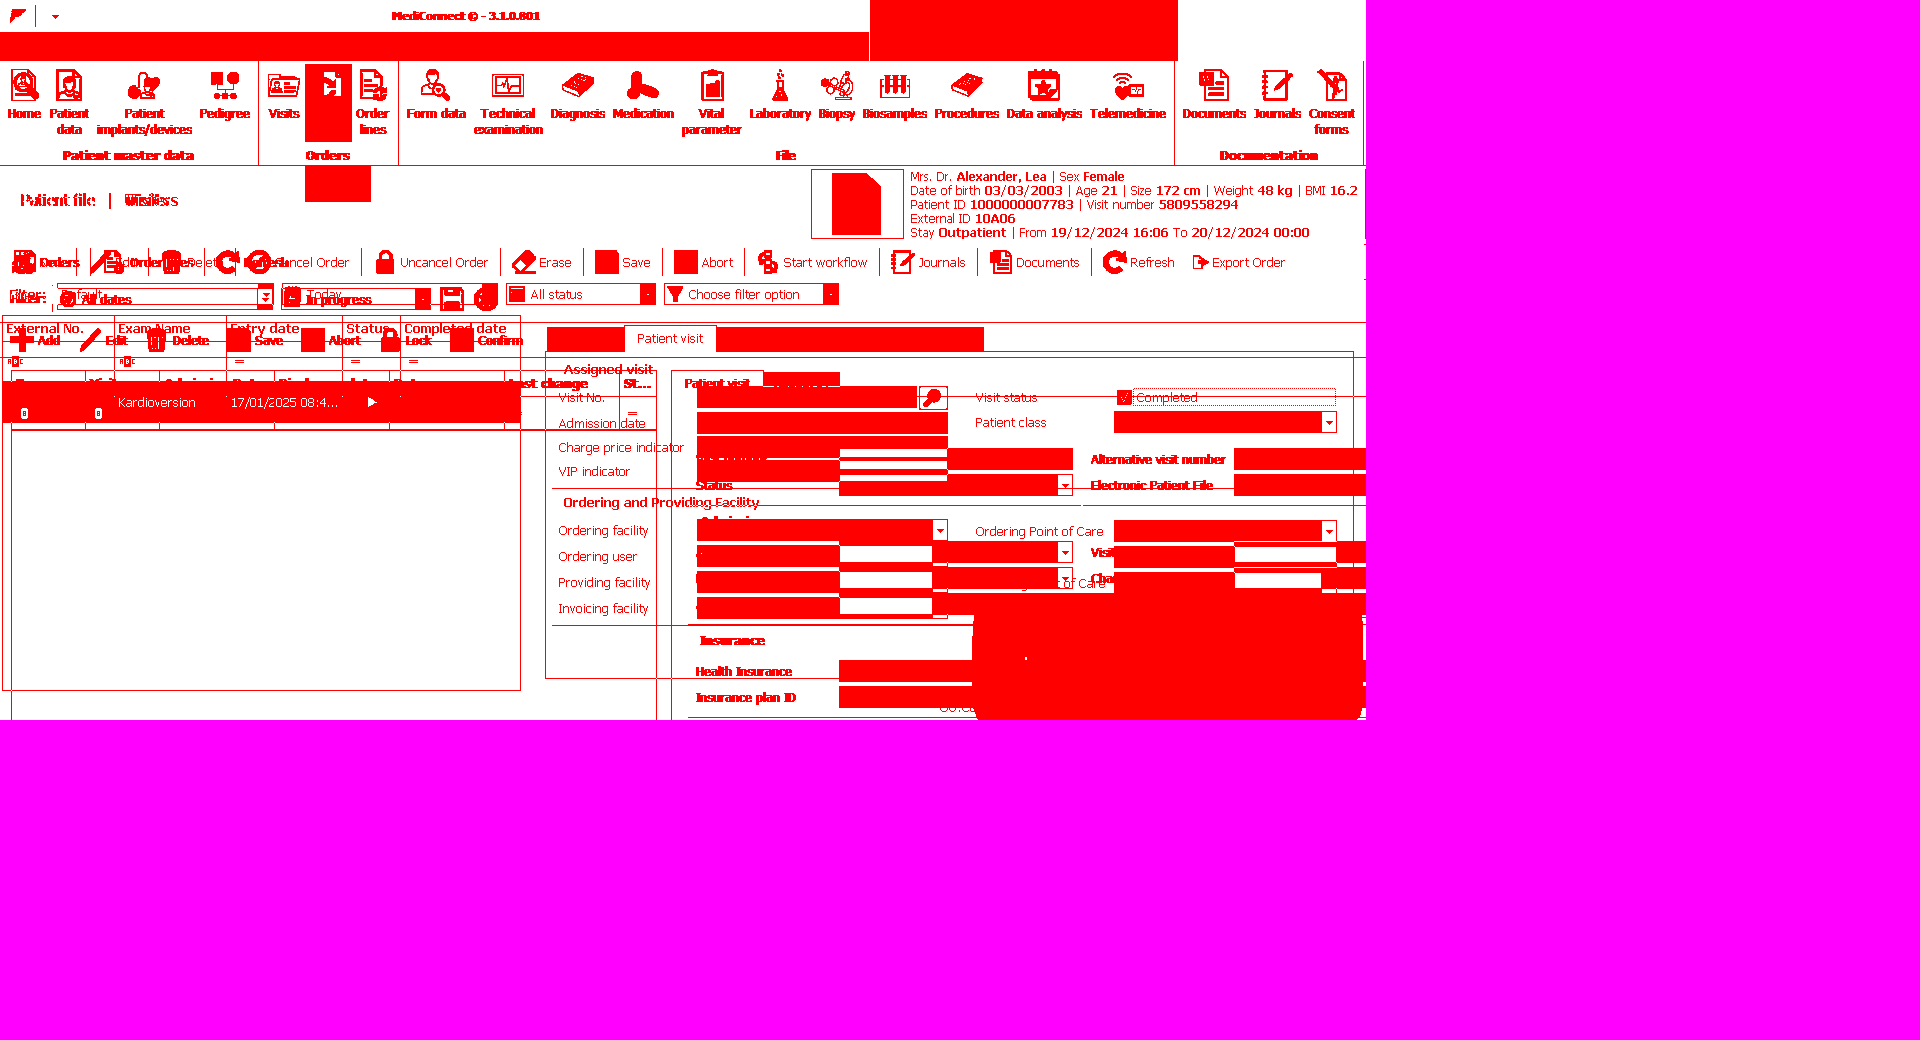 MediConnect © - 3.1.0.801
Home
Patient data
Patient implants/devices
Pedigree
Visits
Order lines
Form data
Technical examination
Diagnosis
Medication
Vital parameter
Laboratory
Biopsy
Biosamples
Procedures
Data analysis
Telemedicine
Documents
Journals
Consent forms
Patient master data
Orders
File
Documentation
Mrs. Dr. Alexander, Lea | Sex Female
Date of birth 03/03/2003 | Age 21 | Size 172 cm | Weight 48 kg | BMI 16.2
Patient ID 1000000007783 | Visit number 5809558294
External ID 10A06
Stay Outpatient | From 19/12/2024 16:06 To 20/12/2024 00:00
Patient file |
Orders
Cancel Order
Uncancel Order
Erase
Save
Abort
Start workflow
Journals
Documents
Refresh
Export Order
Filter:
All dates
Today
In progress
All status
Choose filter option
External No.
Exam Name
Entry date
Status
Completed date
Add
Edit
Delete
Save
Abort
Lock
Confirm
Patient visit
Assigned visit
Last change
St...
Patient visit
Kardioversion
17/01/2025 08:4...
Visit No.
Visit status
Completed
Admission date
Patient class
Charge price indicator
Alternative visit number
VIP indicator
Status
Electronic Patient File
Ordering and Providing Facility
Ordering facility
Ordering Point of Care
Ordering user
Visit
Providing facility
of Care
Invoicing facility
Insurance
Health Insurance
Insurance plan ID